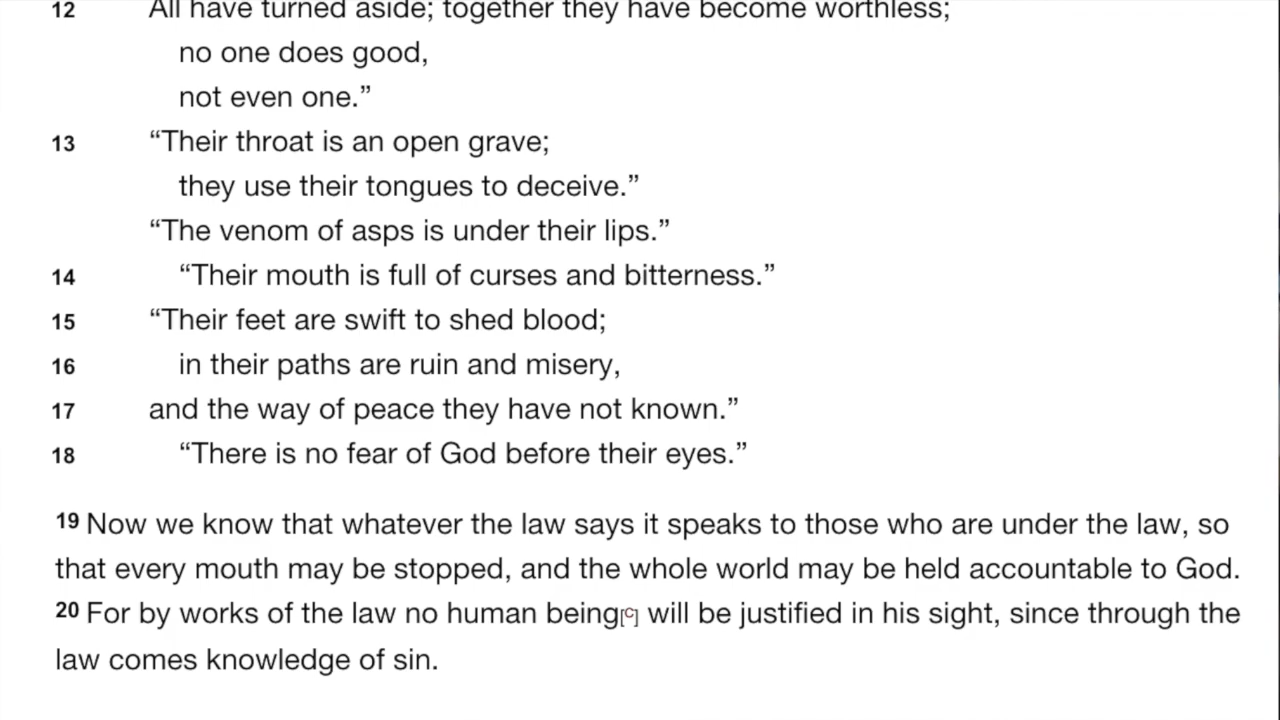 12 All have turned aside; together they have become worthless;
no one does good,
not even one.”
13 “Their throat is an open grave;
they use their tongues to deceive.”
“The venom of asps is under their lips.”
14 “Their mouth is full of curses and bitterness.”
15 “Their feet are swift to shed blood;
16 in their paths are ruin and misery,
17 and the way of peace they have not known.”
18 “There is no fear of God before their eyes.”
19 Now we know that whatever the law says it speaks to those who are under the law, so
that every mouth may be stopped, and the whole world may be held accountable to God.
20 For by works of the law no human being[c] will be justified in his sight, since through the
law comes knowledge of sin.